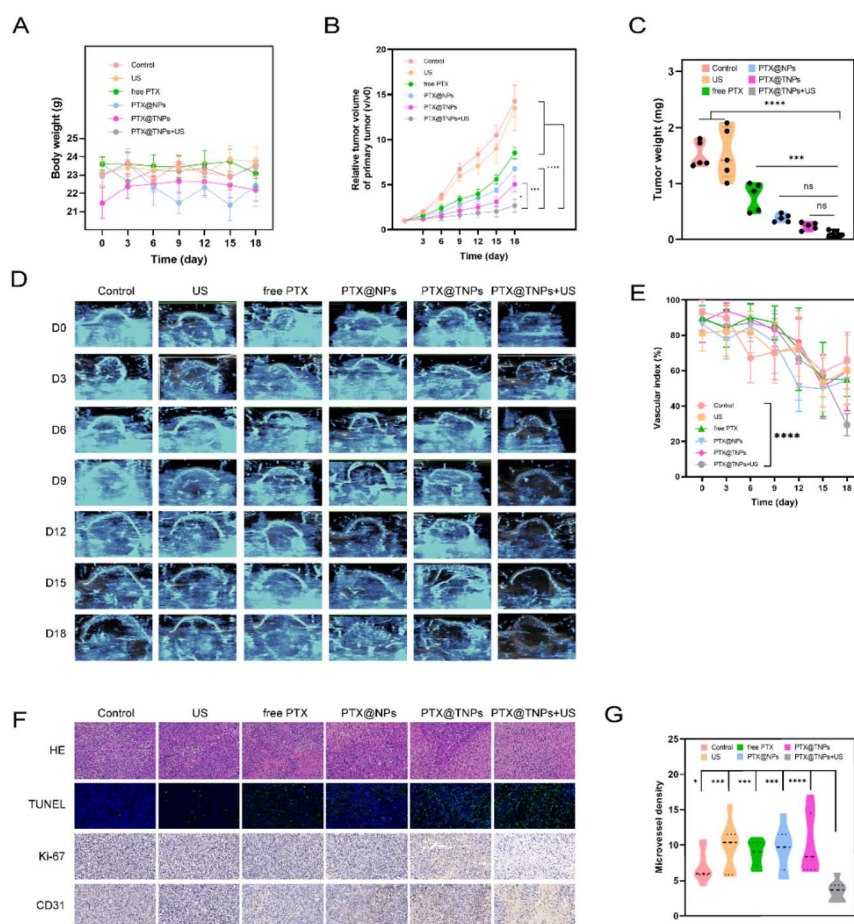 A
Control
US
free PTX
PTX@NPs
PTX@TNPs
PTX@TNPs+US
Body weight (g)
28
27
26
25
24
23
22
21
0 3 6 9 12 15 18
Time (day)
B
Control
US
free PTX
PTX@NPs
PTX@TNPs
PTX@TNPs+US
Relative tumor volume
of primary tumor (v/v0)
20
15
10
5
0
3 6 9 12 15 18
Time (day)
****
***
*
C
Control PTX@NPs
US PTX@TNPs
free PTX PTX@TNPs+US
Tumor weight (mg)
3
2
1
0
****
***
ns
ns
D
Control US free PTX PTX@NPs PTX@TNPs PTX@TNPs+US
D0
D3
D6
D9
D12
D15
D18
E
Vascular index (%)
100
80
60
40
20
0
Control
US
free PTX
PTX@NPs
PTX@TNPs
PTX@TNPs+US
****
0 3 6 9 12 15 18
Time (day)
F
Control US free PTX PTX@NPs PTX@TNPs PTX@TNPs+US
HE
TUNEL
Ki-67
CD31
G
Control free PTX PTX@TNPs
US PTX@NPs PTX@TNPs+US
Microvessel density
25
20
15
10
5
0
* *** *** *** ****